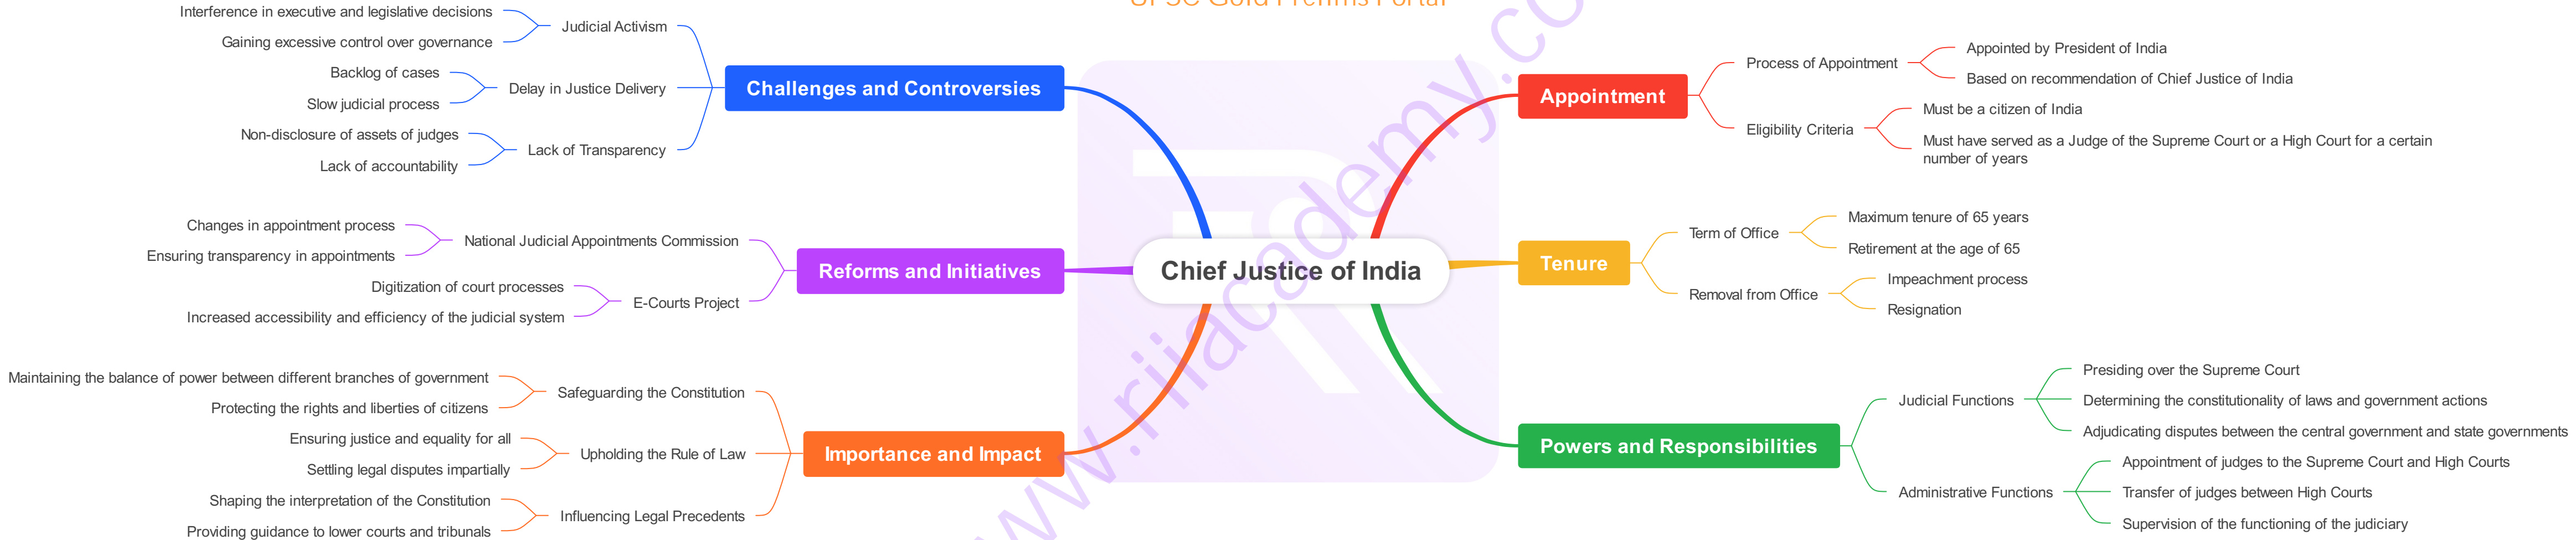 UPSC Gold Prelims Portal
Chief Justice of India
Challenges and Controversies
Judicial Activism
Interference in executive and legislative decisions
Gaining excessive control over governance
Delay in Justice Delivery
Backlog of cases
Slow judicial process
Lack of Transparency
Non-disclosure of assets of judges
Lack of accountability
Reforms and Initiatives
National Judicial Appointments Commission
Changes in appointment process
Ensuring transparency in appointments
E-Courts Project
Digitization of court processes
Increased accessibility and efficiency of the judicial system
Importance and Impact
Safeguarding the Constitution
Maintaining the balance of power between different branches of government
Protecting the rights and liberties of citizens
Upholding the Rule of Law
Ensuring justice and equality for all
Settling legal disputes impartially
Influencing Legal Precedents
Shaping the interpretation of the Constitution
Providing guidance to lower courts and tribunals
Appointment
Process of Appointment
Appointed by President of India
Based on recommendation of Chief Justice of India
Eligibility Criteria
Must be a citizen of India
Must have served as a Judge of the Supreme Court or a High Court for a certain
number of years
Tenure
Term of Office
Maximum tenure of 65 years
Retirement at the age of 65
Removal from Office
Impeachment process
Resignation
Powers and Responsibilities
Judicial Functions
Presiding over the Supreme Court
Determining the constitutionality of laws and government actions
Adjudicating disputes between the central government and state governments
Administrative Functions
Appointment of judges to the Supreme Court and High Courts
Transfer of judges between High Courts
Supervision of the functioning of the judiciary